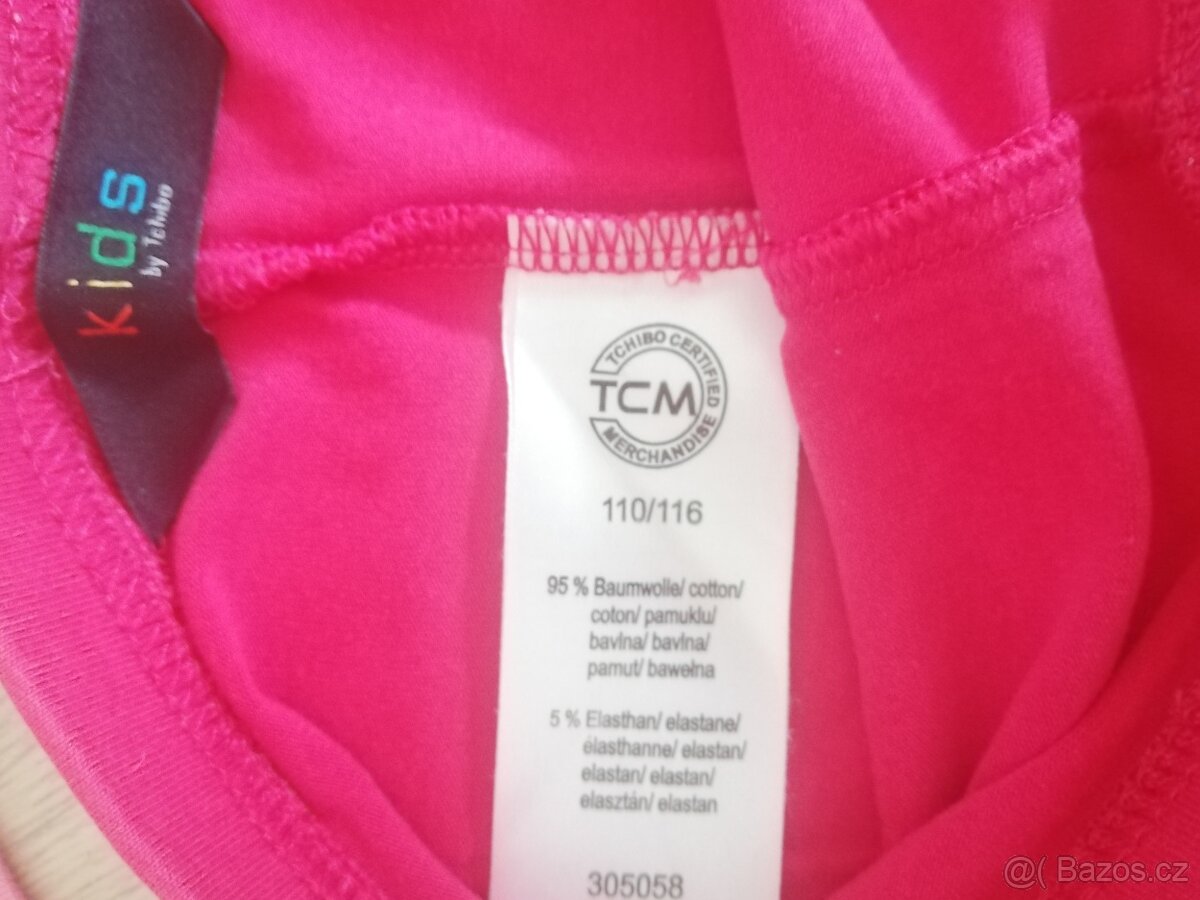 kids
by Tchibo
TCHIBO CERTIFIED
TCM
MERCHANDISE
110/116
95 % Baumwolle/ cotton/
coton/ pamuklu/
bavlna/ bavlna/
pamut/ bawełna
5 % Elasthan/ elastane/
élasthanne/ elastan/
elastan/ elastan/
elasztán/ elastan
305058
@( Bazos.cz